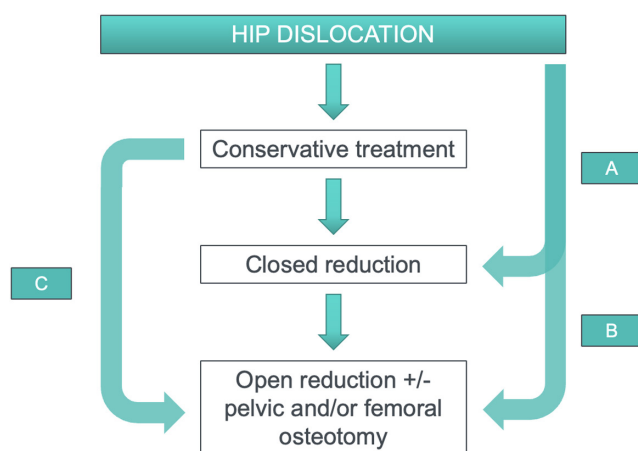 HIP DISLOCATION
Conservative treatment
A
Closed reduction
C
B
Open reduction +/-
pelvic and/or femoral
osteotomy